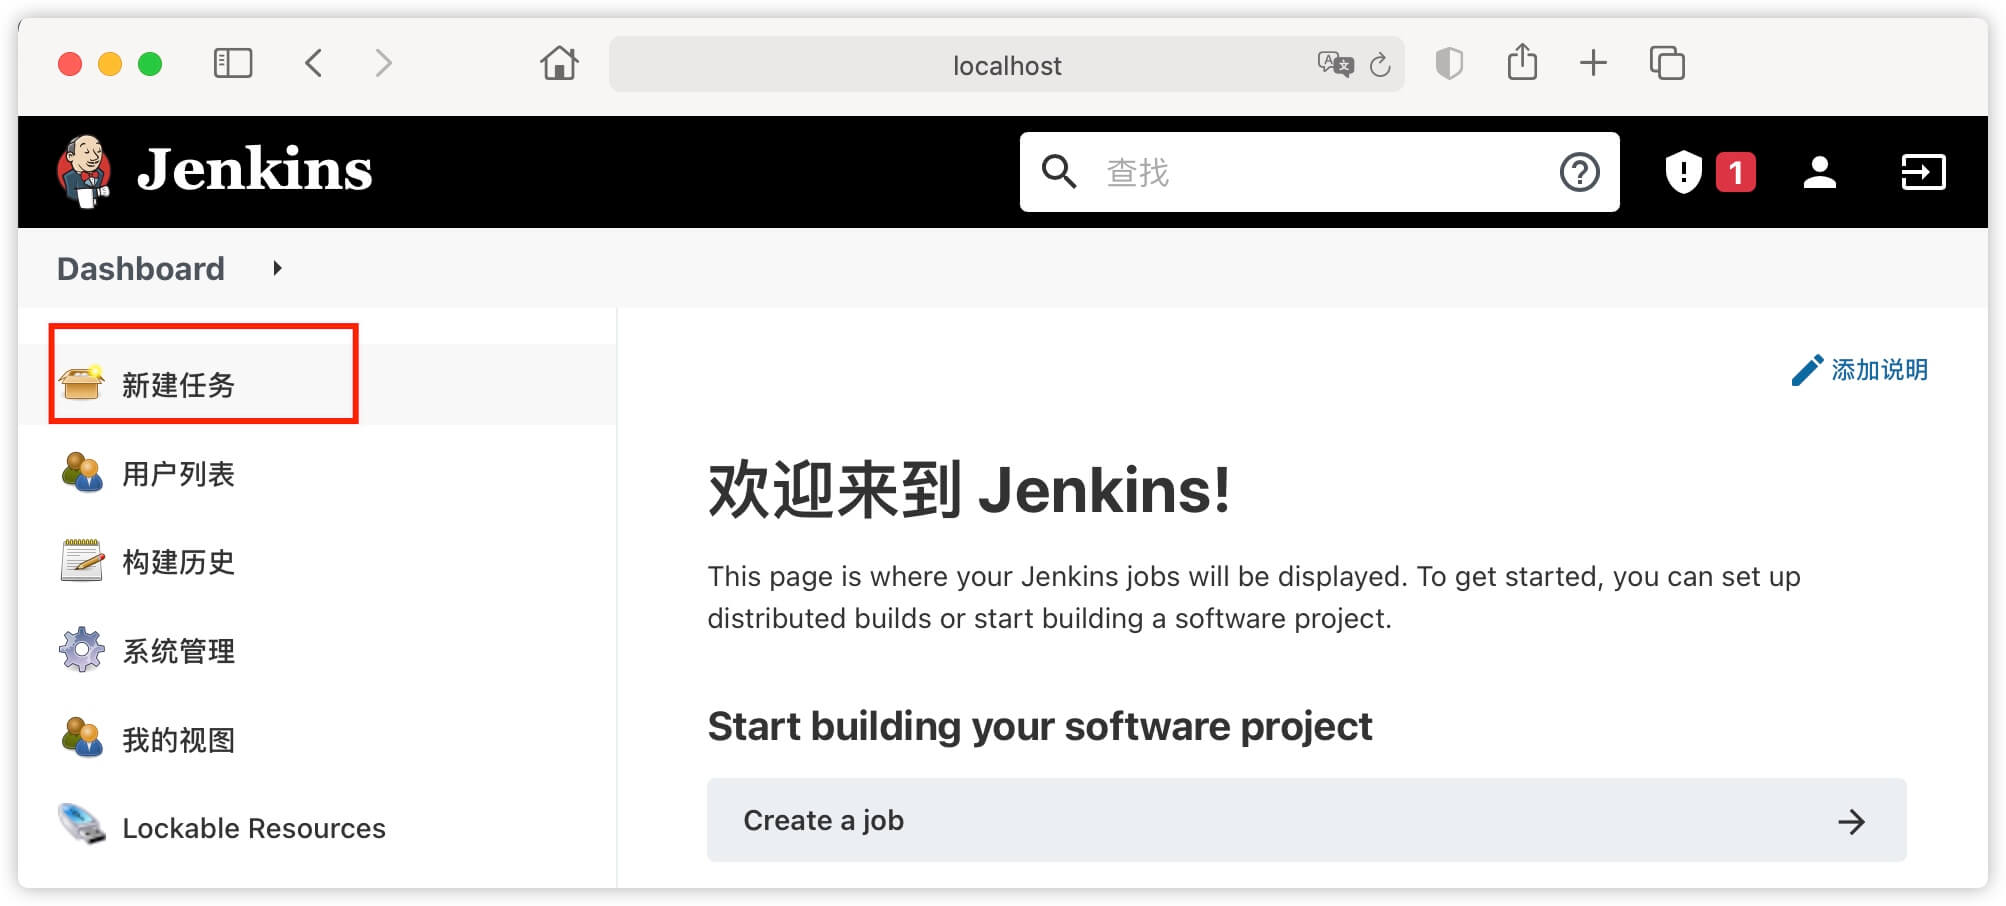 localhost
Jenkins
查找
1
Dashboard
新建任务
用户列表
构建历史
系统管理
我的视图
Lockable Resources
添加说明
欢迎来到 Jenkins!
This page is where your Jenkins jobs will be displayed. To get started, you can set up
distributed builds or start building a software project.
Start building your software project
Create a job